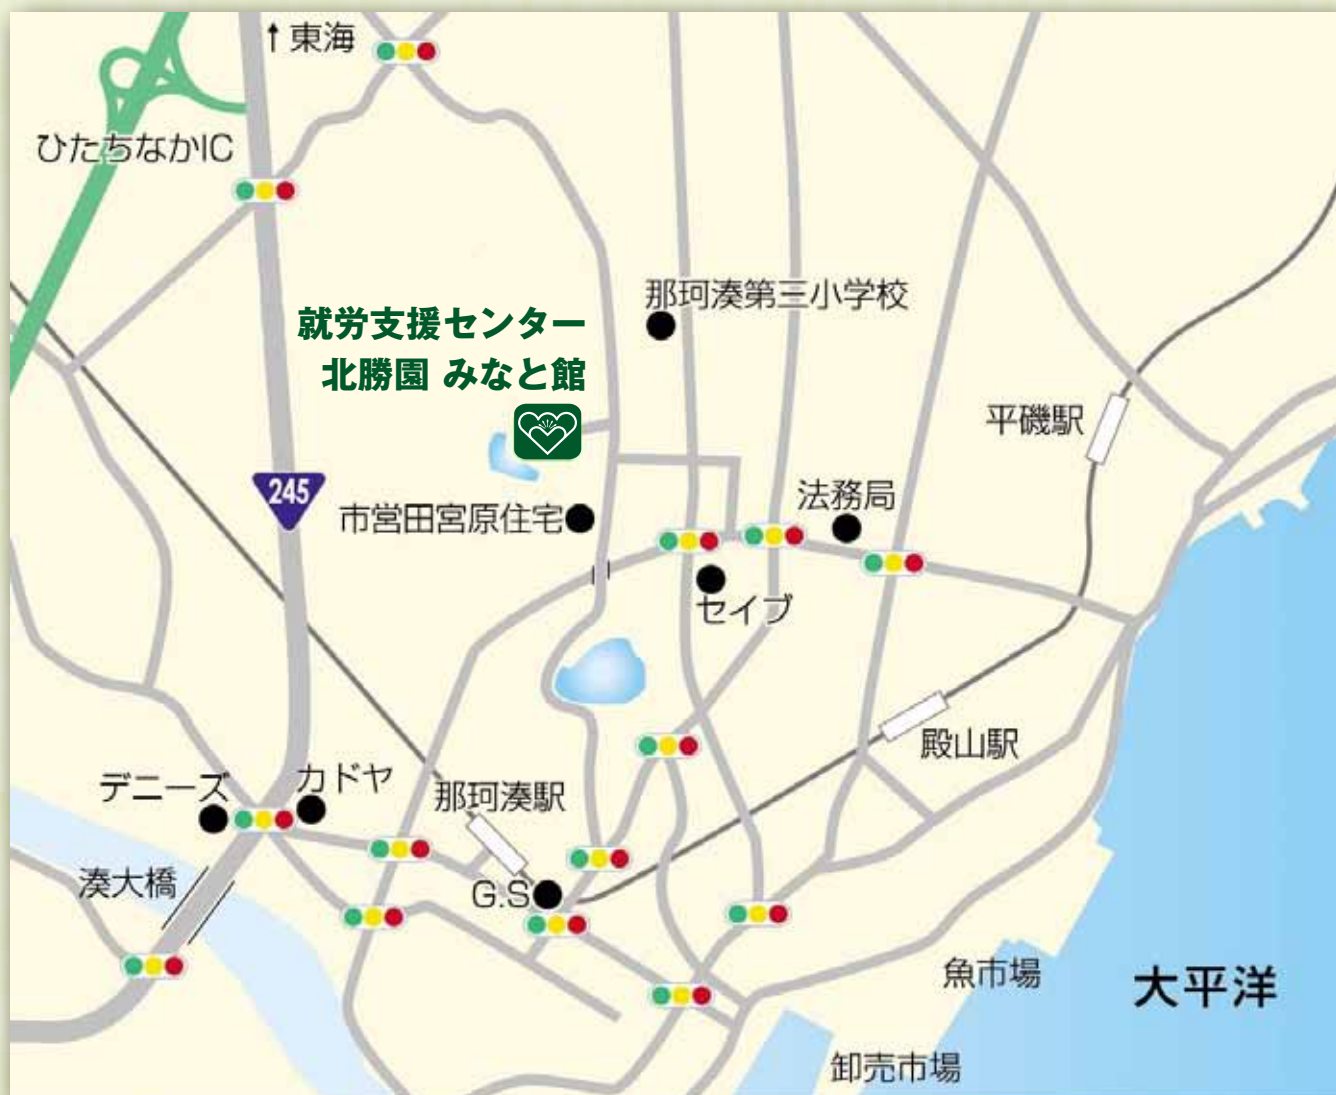 ↑東海
ひたちなかIC
那珂湊第三小学校
就労支援センター
北勝園 みなと館
平磯駅
245
法務局
市営田宮原住宅
セイブ
殿山駅
カドヤ
デニーズ
那珂湊駅
湊大橋
G.S
魚市場
大平洋
卸売市場